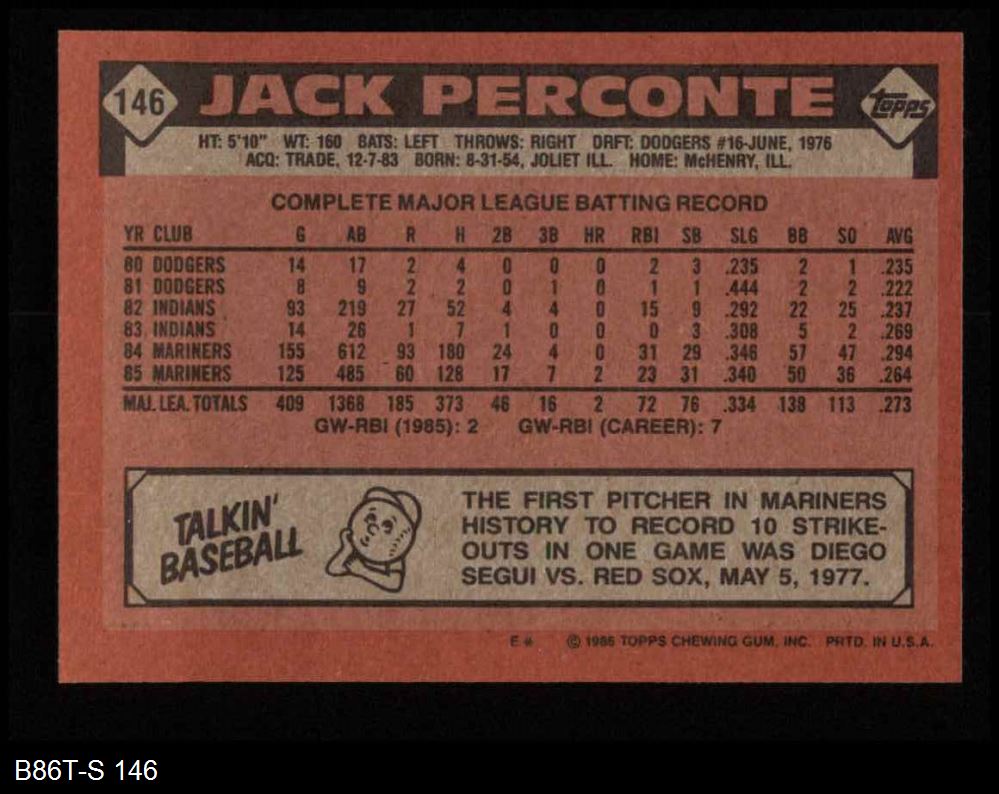 146 JACK PERCONTE topps
HT: 5'10" WT: 160 BATS: LEFT THROWS: RIGHT DRFT: DODGERS #16-JUNE, 1976
ACQ: TRADE, 12-7-83 BORN: 8-31-54, JOLIET ILL. HOME: McHENRY, ILL.
COMPLETE MAJOR LEAGUE BATTING RECORD
YR CLUB G AB R H 2B 3B HR RBI SB SLG BB SO AVG
80 DODGERS 14 17 2 4 0 0 0 2 3 .235 2 1 .235
81 DODGERS 8 9 2 2 0 1 0 1 1 .444 2 2 .222
82 INDIANS 93 219 27 52 4 4 0 15 9 .292 22 25 .237
83 INDIANS 14 26 1 7 1 0 0 0 3 .308 5 2 .269
84 MARINERS 155 612 93 180 24 4 0 31 29 .346 57 47 .294
85 MARINERS 125 485 60 128 17 7 2 23 31 .340 50 36 .264
MAJ. LEA. TOTALS 409 1368 185 373 46 16 2 72 76 .334 138 113 .273
GW-RBI (1985): 2 GW-RBI (CAREER): 7
TALKIN'
BASEBALL
THE FIRST PITCHER IN MARINERS
HISTORY TO RECORD 10 STRIKE-
OUTS IN ONE GAME WAS DIEGO
SEGUI VS. RED SOX, MAY 5, 1977.
E* © 1986 TOPPS CHEWING GUM, INC. PRTD. IN U.S.A.
B86T-S 146